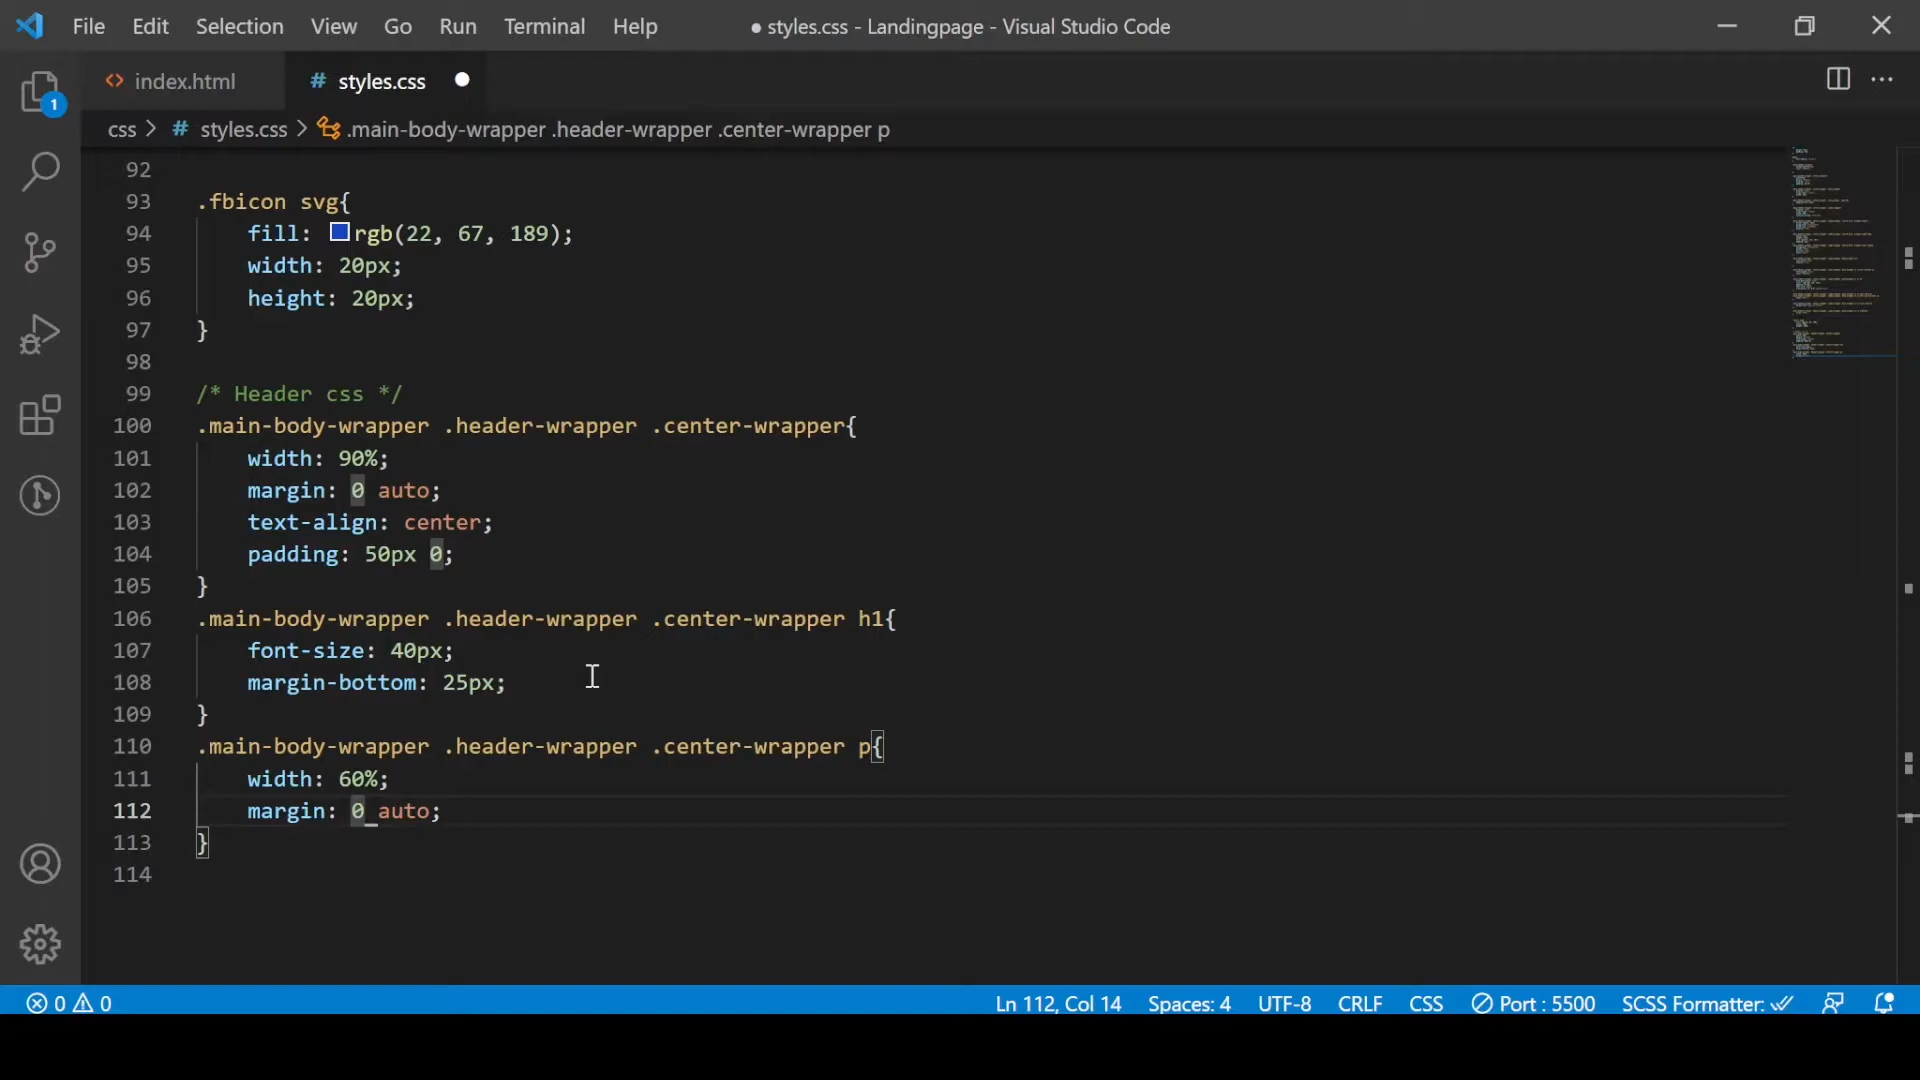 File Edit Selection View Go Run Terminal Help ● styles.css - Landingpage - Visual Studio Code
<> index.html # styles.css ●
1
css > # styles.css > .main-body-wrapper .header-wrapper .center-wrapper p
92
93 .fbicon svg{
94 fill: rgb(22, 67, 189);
95 width: 20px;
96 height: 20px;
97 }
98
99 /* Header css */
100 .main-body-wrapper .header-wrapper .center-wrapper{
101 width: 90%;
102 margin: 0 auto;
103 text-align: center;
104 padding: 50px 0;
105 }
106 .main-body-wrapper .header-wrapper .center-wrapper h1{
107 font-size: 40px;
108 margin-bottom: 25px;
109 }
110 .main-body-wrapper .header-wrapper .center-wrapper p{
111 width: 60%;
112 margin: 0 auto;
113 }
114
0 0 Ln 112, Col 14 Spaces: 4 UTF-8 CRLF CSS Port : 5500 SCSS Formatter: